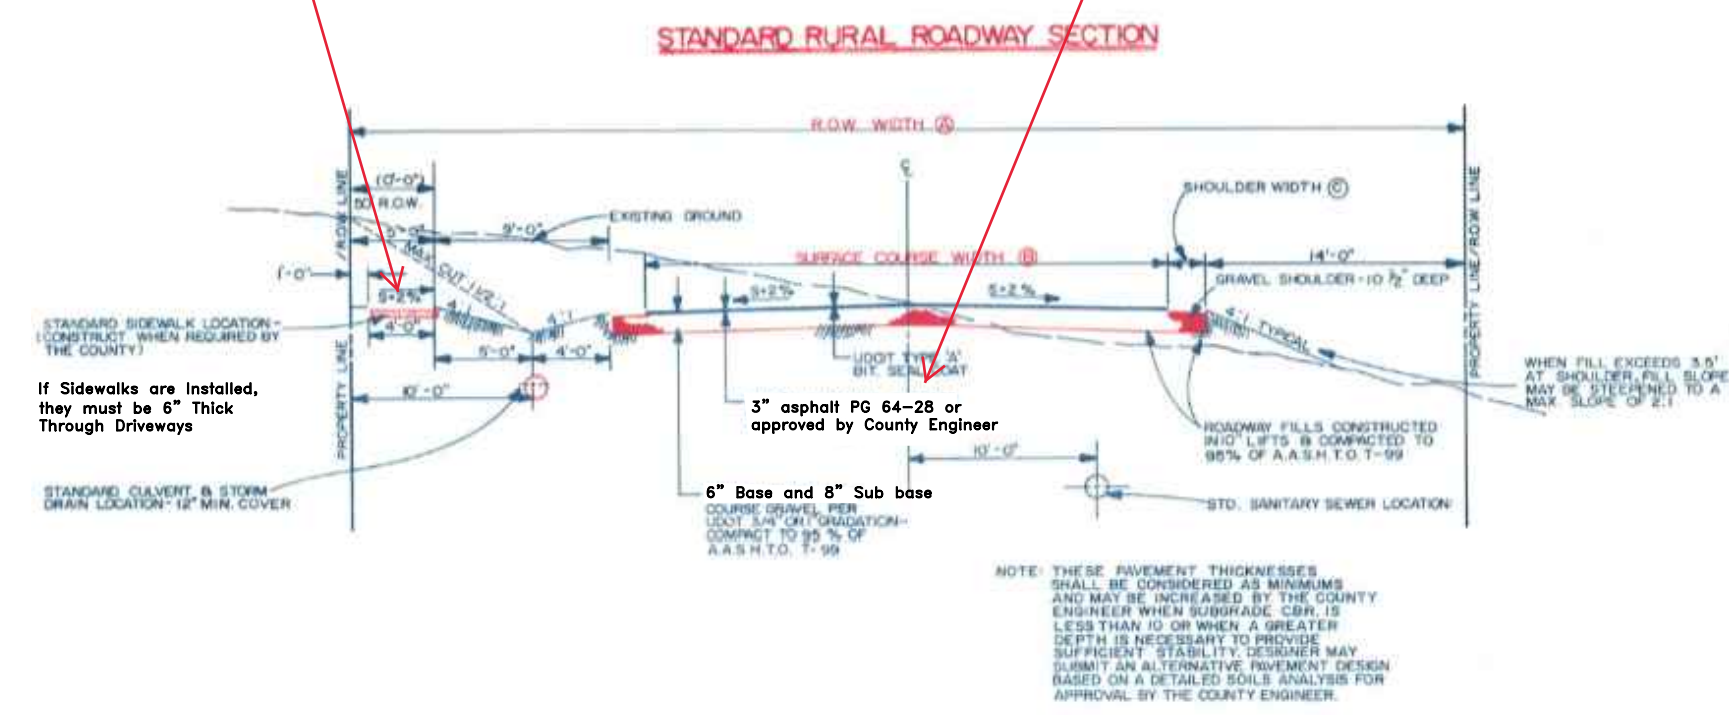 STANDARD RURAL ROADWAY SECTION
R.O.W. WIDTH Ⓐ
℄
PROPERTY LINE/ROW LINE
(0'-0")
50 R.O.W.
SHOULDER WIDTH Ⓒ
EXISTING GROUND
9'-0"
MAX CUT 1 1/2:1
1'-0"
SURFACE COURSE WIDTH Ⓑ
14'-0"
GRAVEL SHOULDER-10 1/2" DEEP
S=2%
S=2%
S=2%
4:1
4:1
4:1 TYPICAL
STANDARD SIDEWALK LOCATION-
(CONSTRUCT WHEN REQUIRED BY
THE COUNTY)
4'-0"
5'-0"
4'-0"
UDOT TYPE 'A'
BIT. SEAL COAT
WHEN FILL EXCEEDS 3.5'
AT SHOULDER, FILL SLOPE
MAY BE STEEPENED TO A
MAX. SLOPE OF 2:1
If Sidewalks are Installed,
they must be 6" Thick
Through Driveways
10'-0"
3" asphalt PG 64-28 or
approved by County Engineer
PROPERTY LINE
/ROW LINE
ROADWAY FILLS CONSTRUCTED
IN 10" LIFTS & COMPACTED TO
95% OF A.A.S.H.T.O. T-99
10'-0"
STANDARD CULVERT & STORM
DRAIN LOCATION-12" MIN. COVER
6" Base and 8" Sub base
COURSE GRAVEL PER
UDOT 3/4" OR 1" GRADATION-
COMPACT TO 95 % OF
A.A.S.H.T.O. T-99
STD. SANITARY SEWER LOCATION
NOTE: THESE PAVEMENT THICKNESSES
SHALL BE CONSIDERED AS MINIMUMS
AND MAY BE INCREASED BY THE COUNTY
ENGINEER WHEN SUBGRADE CBR. IS
LESS THAN 10 OR WHEN A GREATER
DEPTH IS NECESSARY TO PROVIDE
SUFFICIENT STABILITY. DESIGNER MAY
SUBMIT AN ALTERNATIVE PAVEMENT DESIGN
BASED ON A DETAILED SOILS ANALYSIS FOR
APPROVAL BY THE COUNTY ENGINEER.